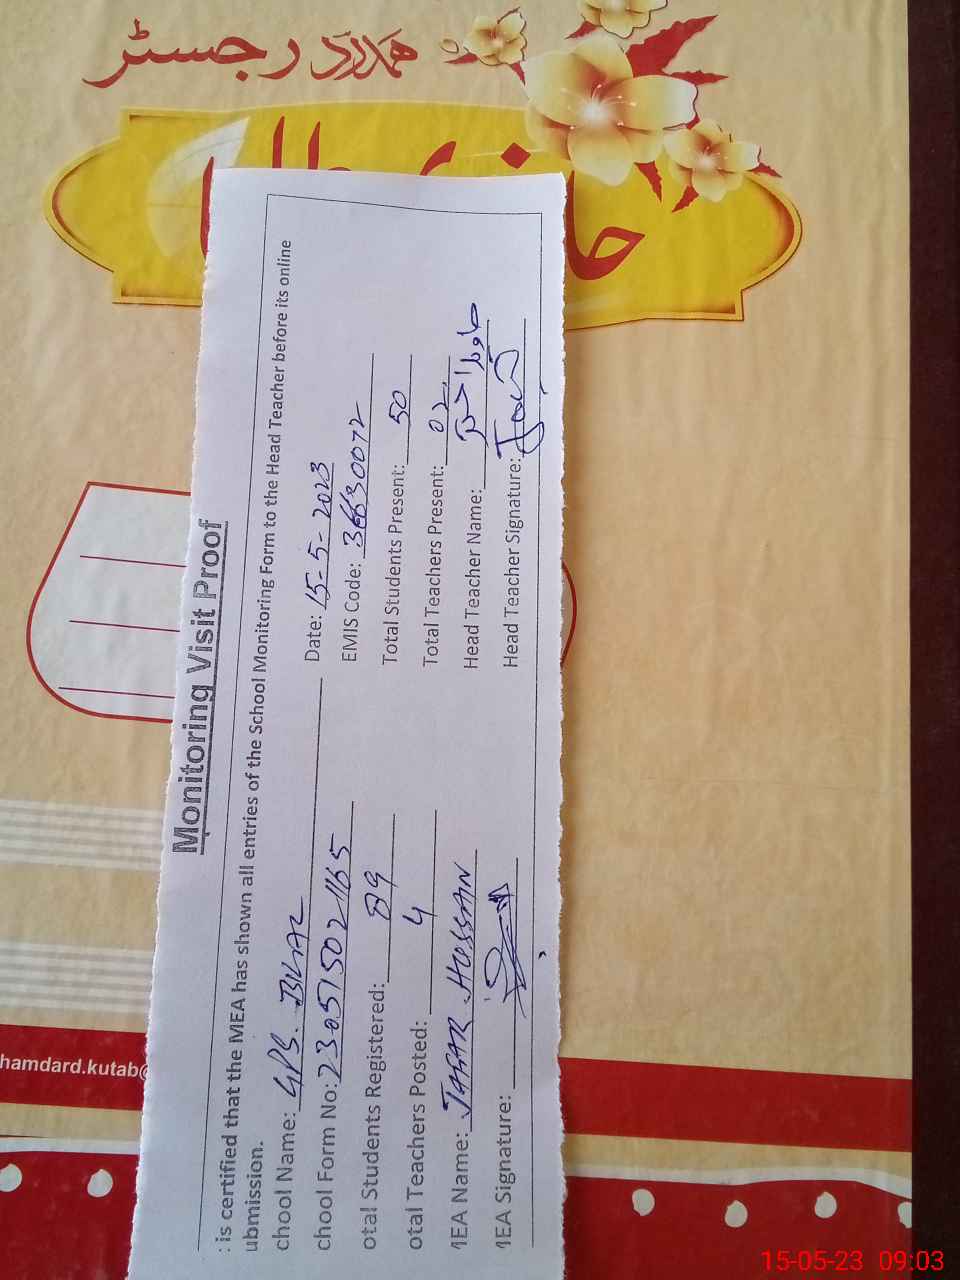 ہمدرد رجسٹر
Monitoring Visit Proof
: is certified that the MEA has shown all entries of the School Monitoring Form to the Head Teacher before its online
ubmission.
chool Name: GPS. BILAL Date: 15-5-2023
chool Form No: 230515021165 EMIS Code: 36630072
otal Students Registered: 89 Total Students Present: 50
otal Teachers Posted: 4 Total Teachers Present: 02
MEA Name: JAFAR HUSSAN Head Teacher Name:
MEA Signature: Head Teacher Signature:
hamdard.kutab@
15-05-23 09:03